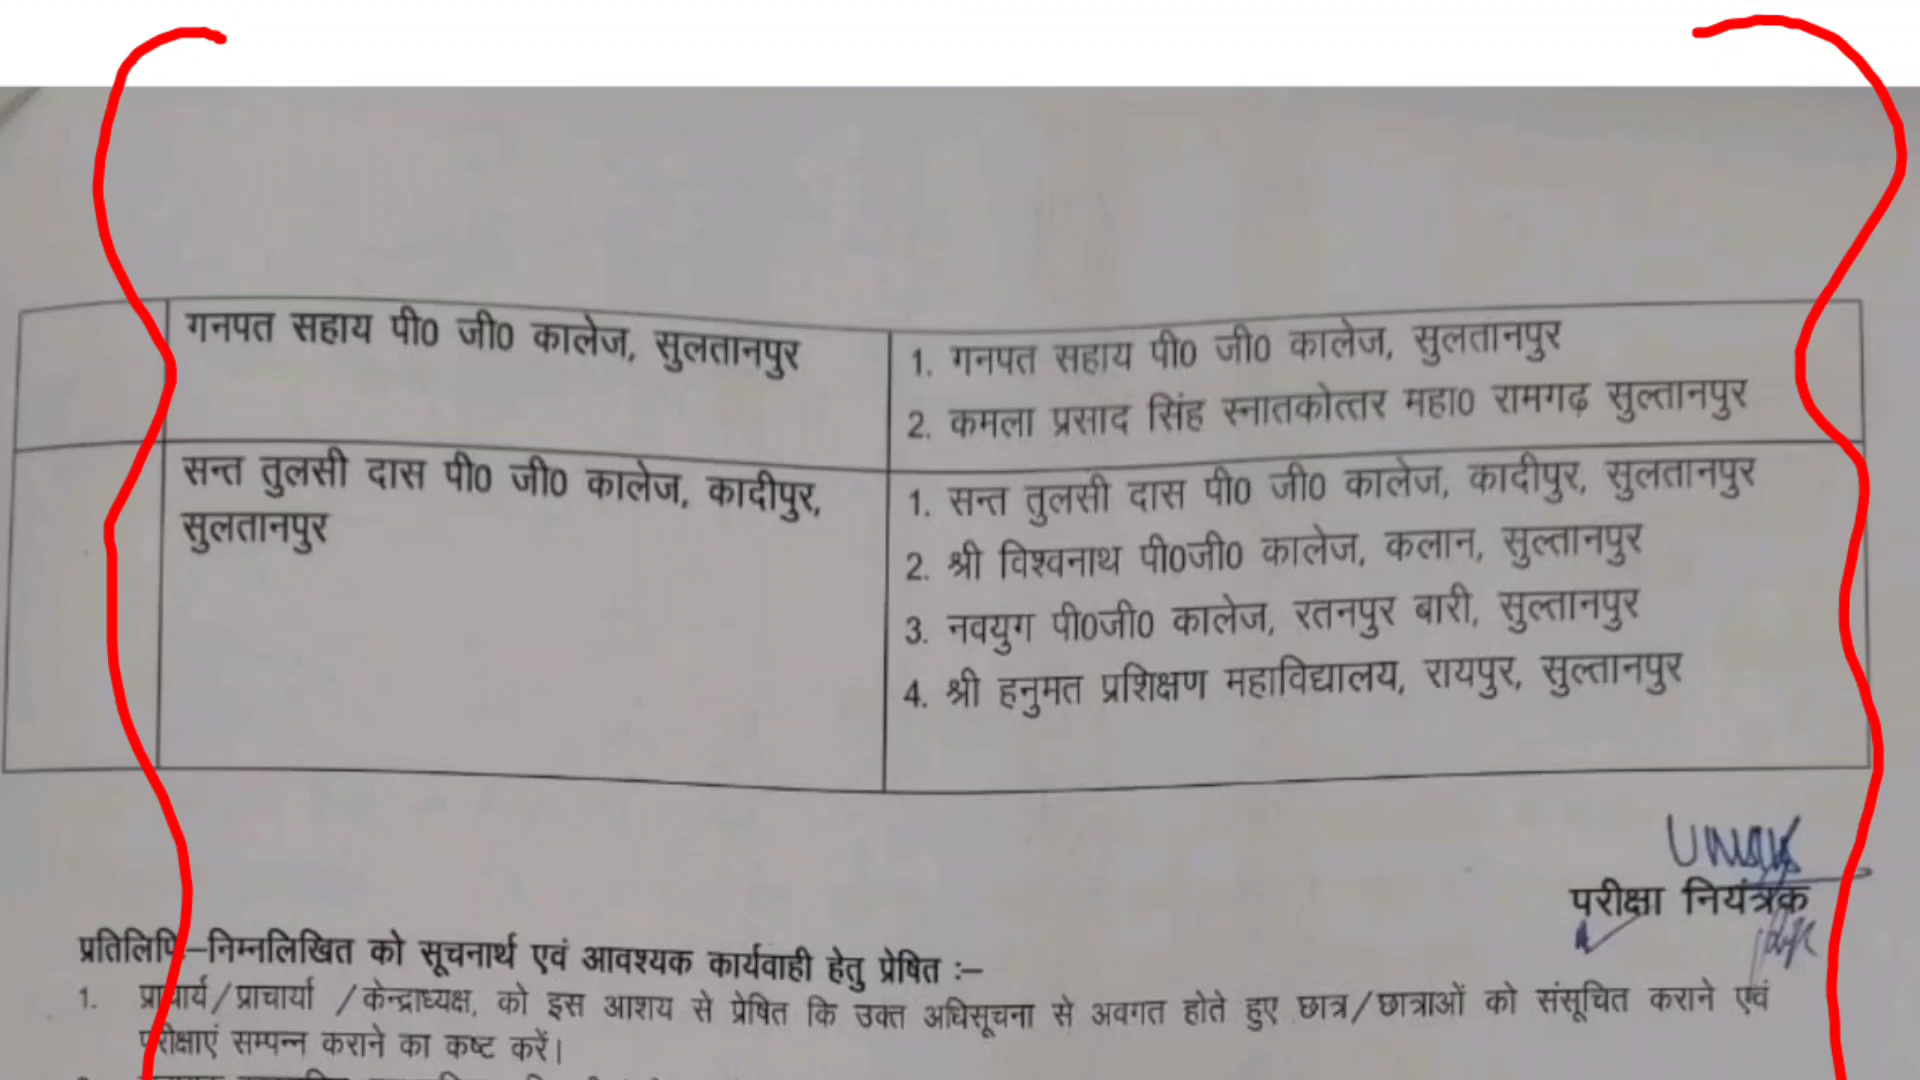 गनपत सहाय पी0 जी0 कालेज, सुलतानपुर
1. गनपत सहाय पी0 जी0 कालेज, सुलतानपुर
2. कमला प्रसाद सिंह स्नातकोत्तर महा0 रामगढ़ सुल्तानपुर
सन्त तुलसी दास पी0 जी0 कालेज, कादीपुर,
सुलतानपुर
1. सन्त तुलसी दास पी0 जी0 कालेज, कादीपुर, सुलतानपुर
2. श्री विश्वनाथ पी0जी0 कालेज, कलान, सुल्तानपुर
3. नवयुग पी0जी0 कालेज, रतनपुर बारी, सुल्तानपुर
4. श्री हनुमत प्रशिक्षण महाविद्यालय, रायपुर, सुल्तानपुर
परीक्षा नियंत्रक
प्रतिलिपि–निम्नलिखित को सूचनार्थ एवं आवश्यक कार्यवाही हेतु प्रेषित :–
1. प्राचार्य/प्राचार्या /केन्द्राध्यक्ष, को इस आशय से प्रेषित कि उक्त अधिसूचना से अवगत होते हुए छात्र/छात्राओं को संसूचित कराने एवं
परीक्षाएं सम्पन्न कराने का कष्ट करें।